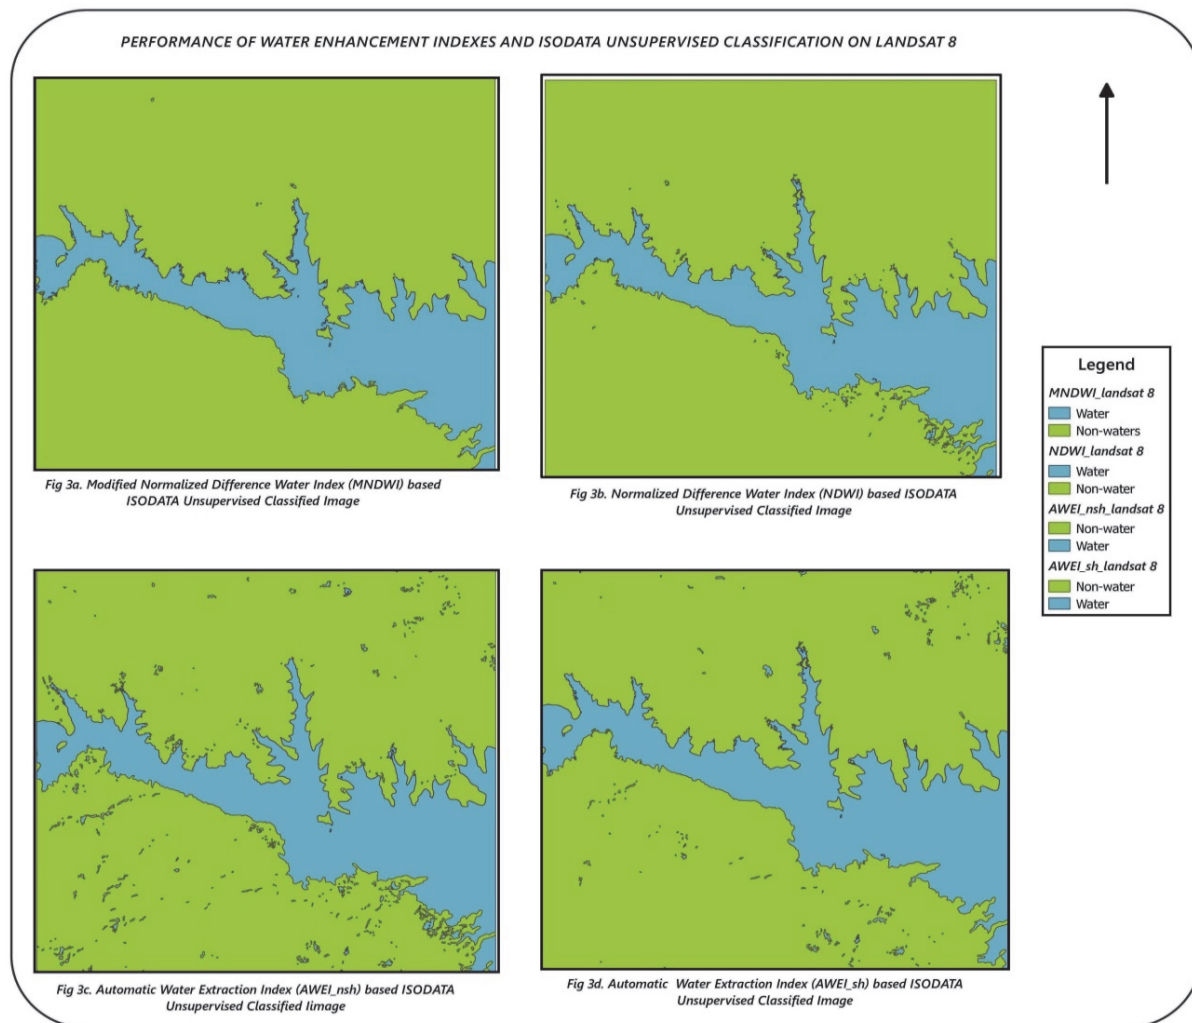 PERFORMANCE OF WATER ENHANCEMENT INDEXES AND ISODATA UNSUPERVISED CLASSIFICATION ON LANDSAT 8
Fig 3a. Modified Normalized Difference Water Index (MNDWI) based
ISODATA Unsupervised Classified Image
Fig 3b. Normalized Difference Water Index (NDWI) based ISODATA
Unsupervised Classified Image
Legend
MNDWI_landsat 8
Water
Non-waters
NDWI_landsat 8
Water
Non-water
AWEI_nsh_landsat 8
Non-water
Water
AWEI_sh_landsat 8
Non-water
Water
Fig 3c. Automatic Water Extraction Index (AWEI_nsh) based ISODATA
Unsupervised Classified Iimage
Fig 3d. Automatic Water Extraction Index (AWEI_sh) based ISODATA
Unsupervised Classified Image